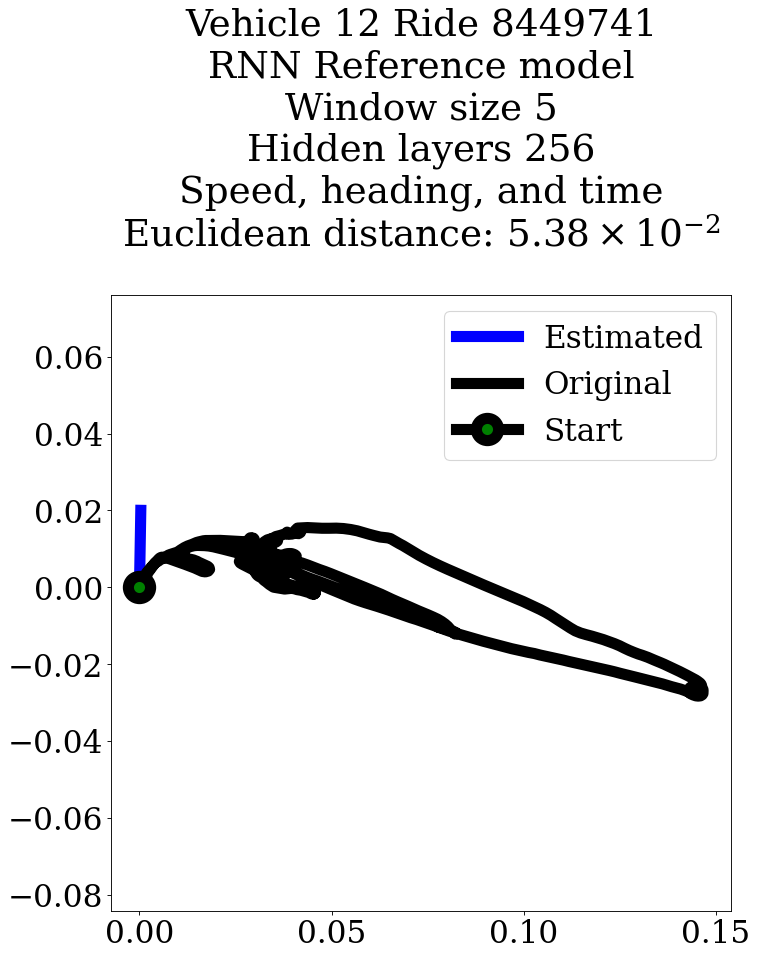 Vehicle 12 Ride 8449741
RNN Reference model
Window size 5
Hidden layers 256
Speed, heading, and time
Euclidean distance: 5.38 × 10⁻²
Estimated
Original
Start
0.06
0.04
0.02
0.00
−0.02
−0.04
−0.06
−0.08
0.00 0.05 0.10 0.15